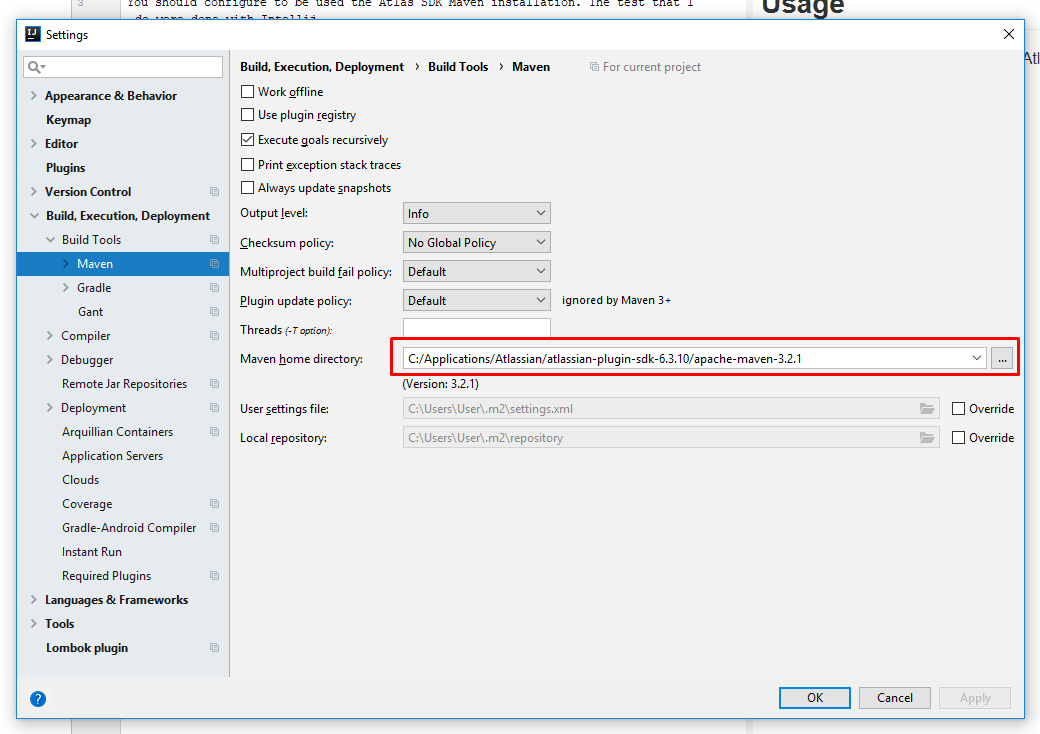 3 You should configure to be used the Atlas SDK Maven installation. The test that I
do were done with Intellij
Usage
Atl
Settings
Build, Execution, Deployment › Build Tools › Maven For current project
Work offline
Use plugin registry
Execute goals recursively
Print exception stack traces
Always update snapshots
Output level: Info
Checksum policy: No Global Policy
Multiproject build fail policy: Default
Plugin update policy: Default ignored by Maven 3+
Threads (-T option):
Maven home directory: C:/Applications/Atlassian/atlassian-plugin-sdk-6.3.10/apache-maven-3.2.1 ...
(Version: 3.2.1)
User settings file: C:\Users\User\.m2\settings.xml Override
Local repository: C:\Users\User\.m2\repository Override
Appearance & Behavior
Keymap
Editor
Plugins
Version Control
Build, Execution, Deployment
Build Tools
Maven
Gradle
Gant
Compiler
Debugger
Remote Jar Repositories
Deployment
Arquillian Containers
Application Servers
Clouds
Coverage
Gradle-Android Compiler
Instant Run
Required Plugins
Languages & Frameworks
Tools
Lombok plugin
?
OK Cancel Apply